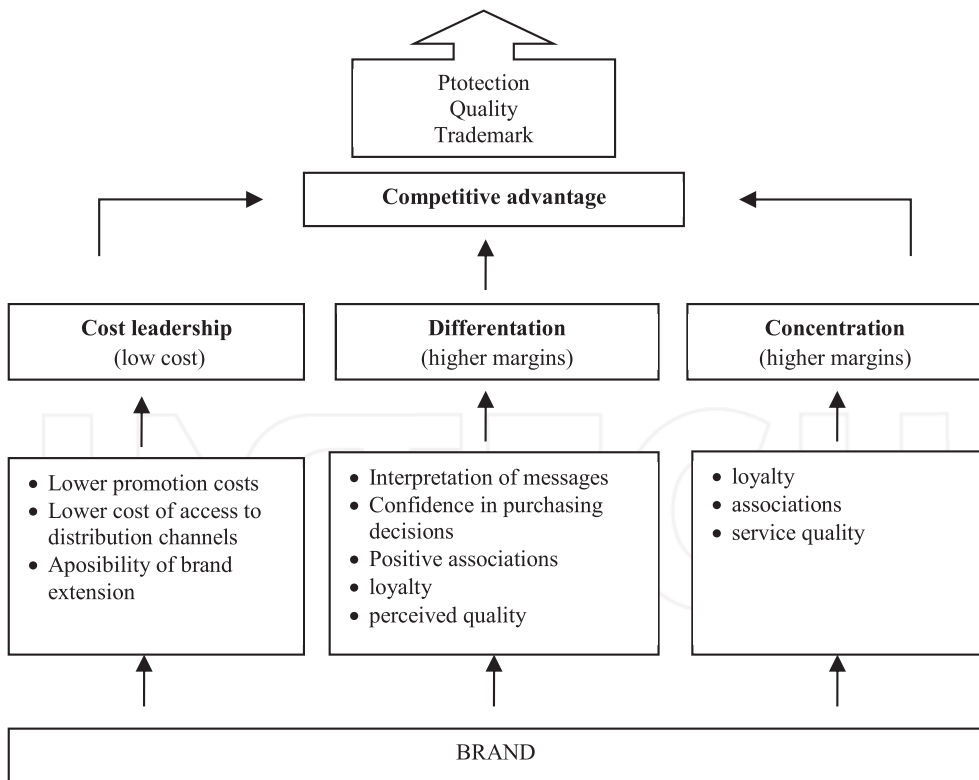 Ptotection
Quality
Trademark
Competitive advantage
Cost leadership
(low cost)
Differentation
(higher margins)
Concentration
(higher margins)
• Lower promotion costs
• Lower cost of access to
distribution channels
• Aposibility of brand
extension
• Interpretation of messages
• Confidence in purchasing
decisions
• Positive associations
• loyalty
• perceived quality
• loyalty
• associations
• service quality
BRAND